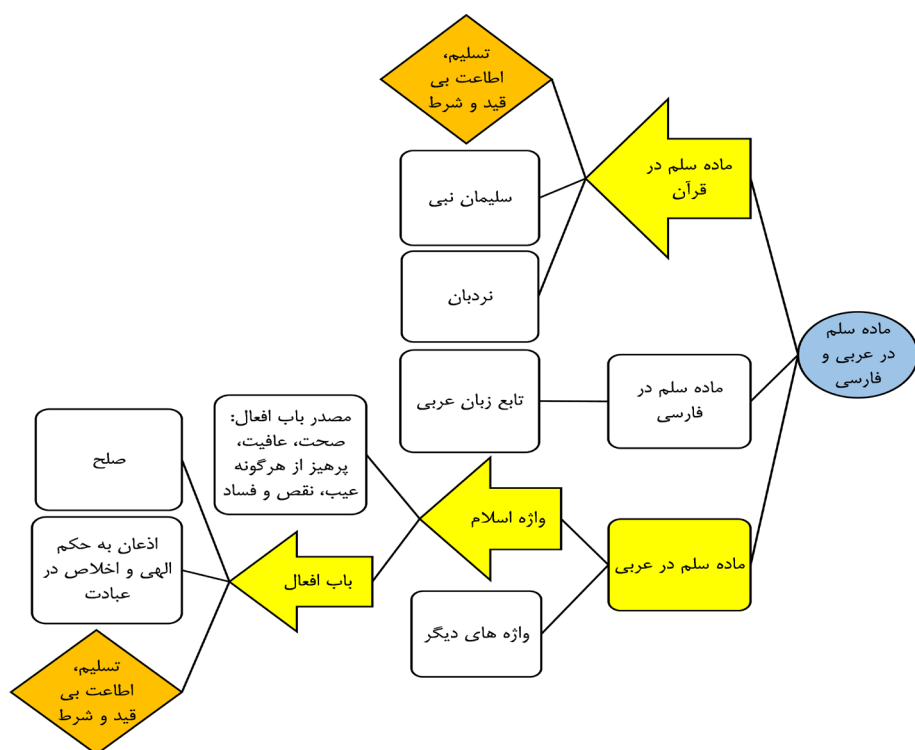 تسلیم،
اطاعت بی
قید و شرط
ماده سلم در
قرآن
سلیمان نبی
نردبان
ماده سلم
در عربی و
فارسی
ماده سلم در
فارسی
تابع زبان عربی
مصدر باب افعال:
صحت، عافیت،
پرهیز از هرگونه
عیب، نقص و فساد
صلح
واژه اسلام
اذعان به حکم
الهی و اخلاص در
عبادت
باب افعال
ماده سلم در عربی
واژه های دیگر
تسلیم،
اطاعت بی
قید و شرط